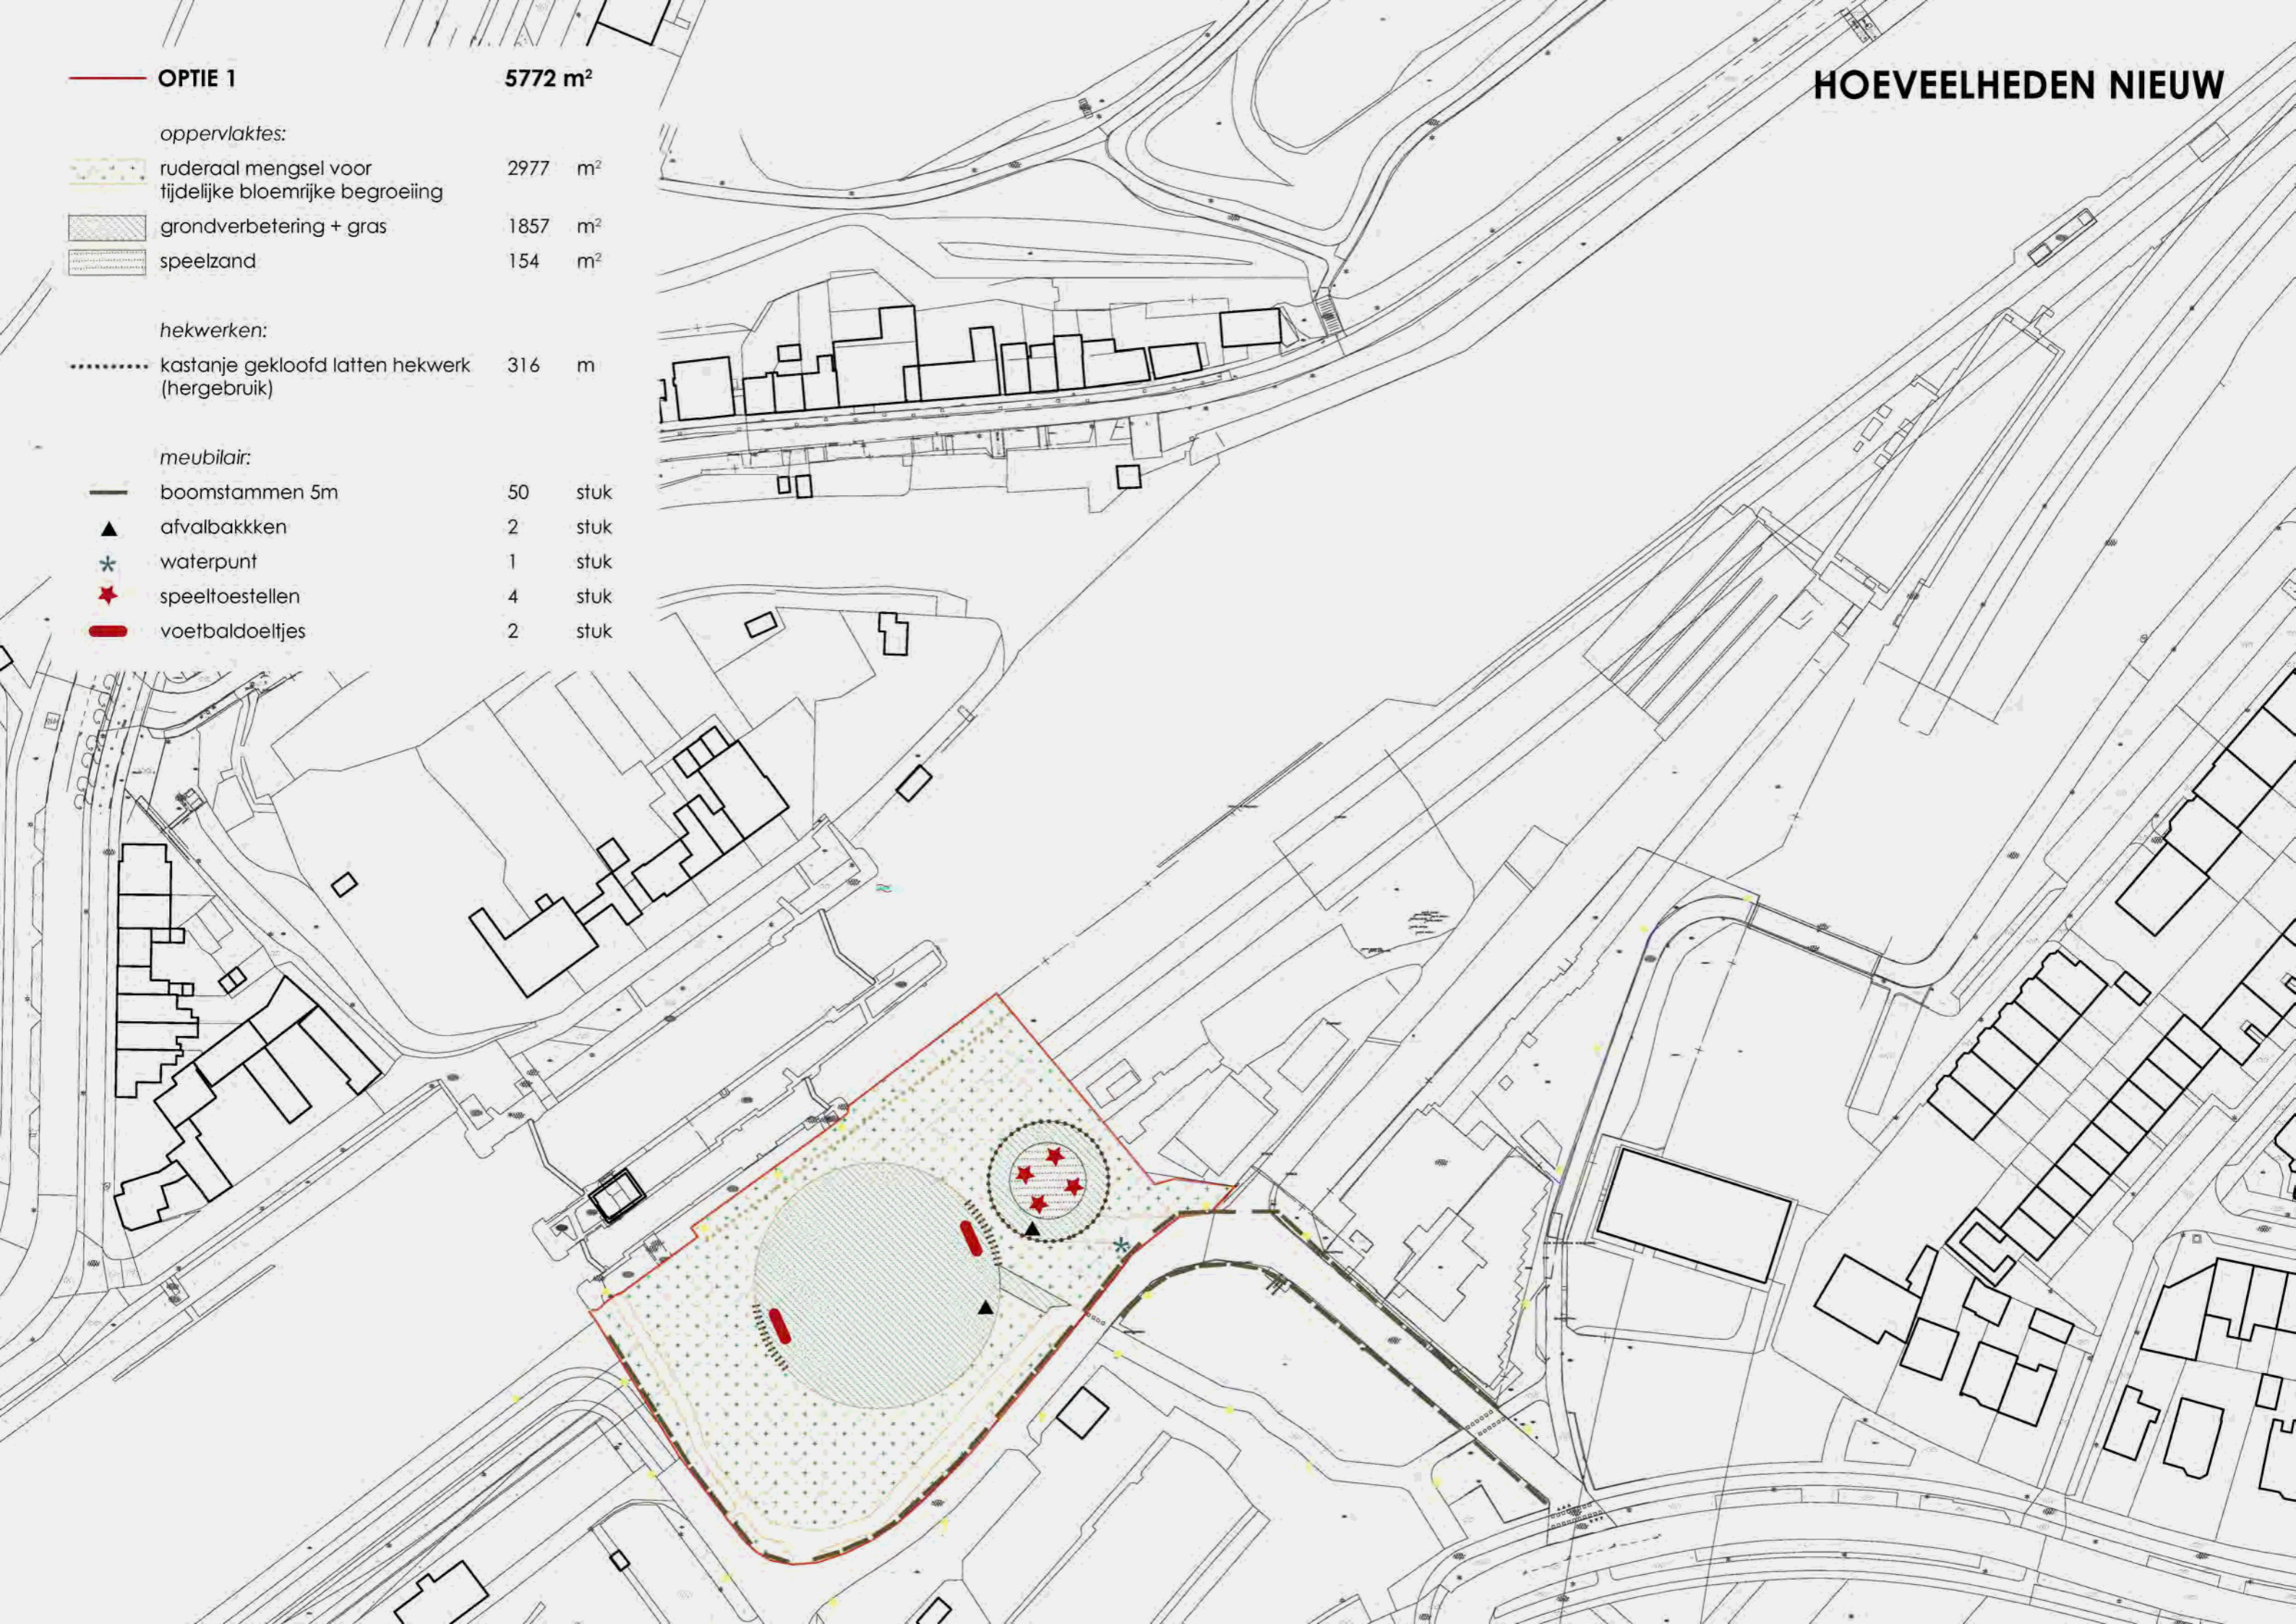 OPTIE 1 5772 m²
HOEVEELHEDEN NIEUW
oppervlaktes:
ruderaal mengsel voor 2977 m²
tijdelijke bloemrijke begroeiing
grondverbetering + gras 1857 m²
speelzand 154 m²
hekwerken:
kastanje gekloofd latten hekwerk 316 m
(hergebruik)
meubilair:
boomstammen 5m 50 stuk
afvalbakkken 2 stuk
waterpunt 1 stuk
speeltoestellen 4 stuk
voetbaldoeltjes 2 stuk